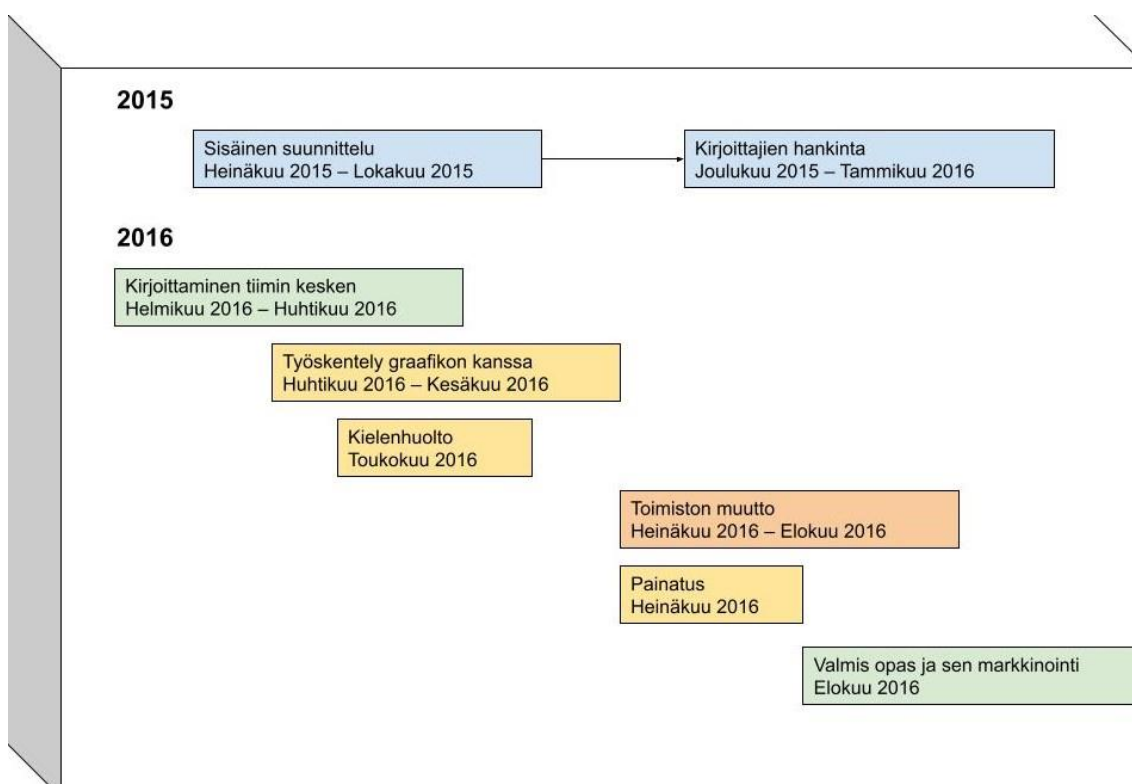 2015
Sisäinen suunnittelu
Heinäkuu 2015 – Lokakuu 2015
Kirjoittajien hankinta
Joulukuu 2015 – Tammikuu 2016
2016
Kirjoittaminen tiimin kesken
Helmikuu 2016 – Huhtikuu 2016
Työskentely graafikon kanssa
Huhtikuu 2016 – Kesäkuu 2016
Kielenhuolto
Toukokuu 2016
Toimiston muutto
Heinäkuu 2016 – Elokuu 2016
Painatus
Heinäkuu 2016
Valmis opas ja sen markkinointi
Elokuu 2016